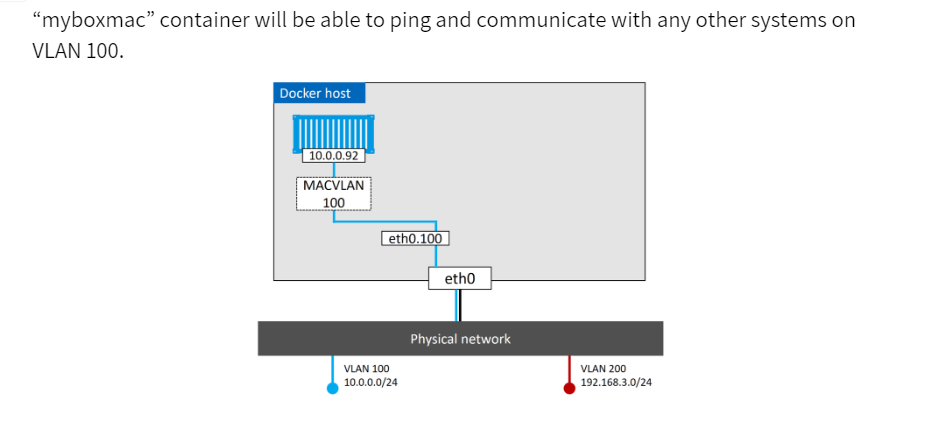 “myboxmac” container will be able to ping and communicate with any other systems on
VLAN 100.
Docker host
10.0.0.92
MACVLAN
100
eth0.100
eth0
Physical network
VLAN 100
10.0.0.0/24
VLAN 200
192.168.3.0/24